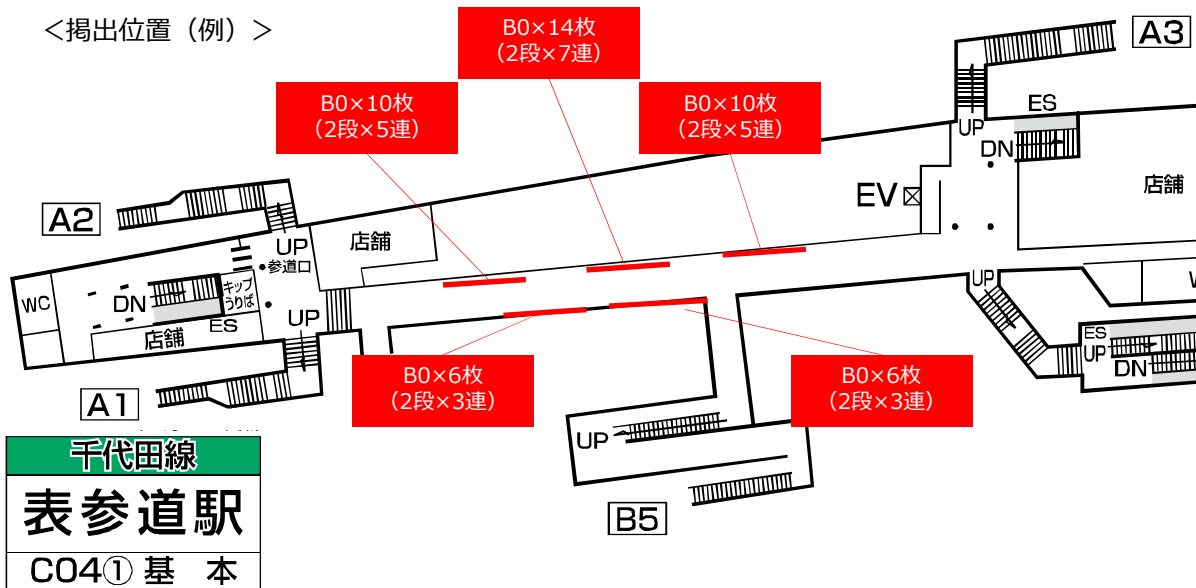 ＜掲出位置（例）＞
B0×14枚
（2段×7連）
A3
B0×10枚
（2段×5連）
B0×10枚
（2段×5連）
ES
UP
DN
店舗
EV
A2
UP
店舗
参道口
WC
DN
キップ
うりば
ES
UP
店舗
UP
W
ES
UP
DN
B0×6枚
（2段×3連）
B0×6枚
（2段×3連）
A1
UP
B5
千代田線
表参道駅
C04① 基 本